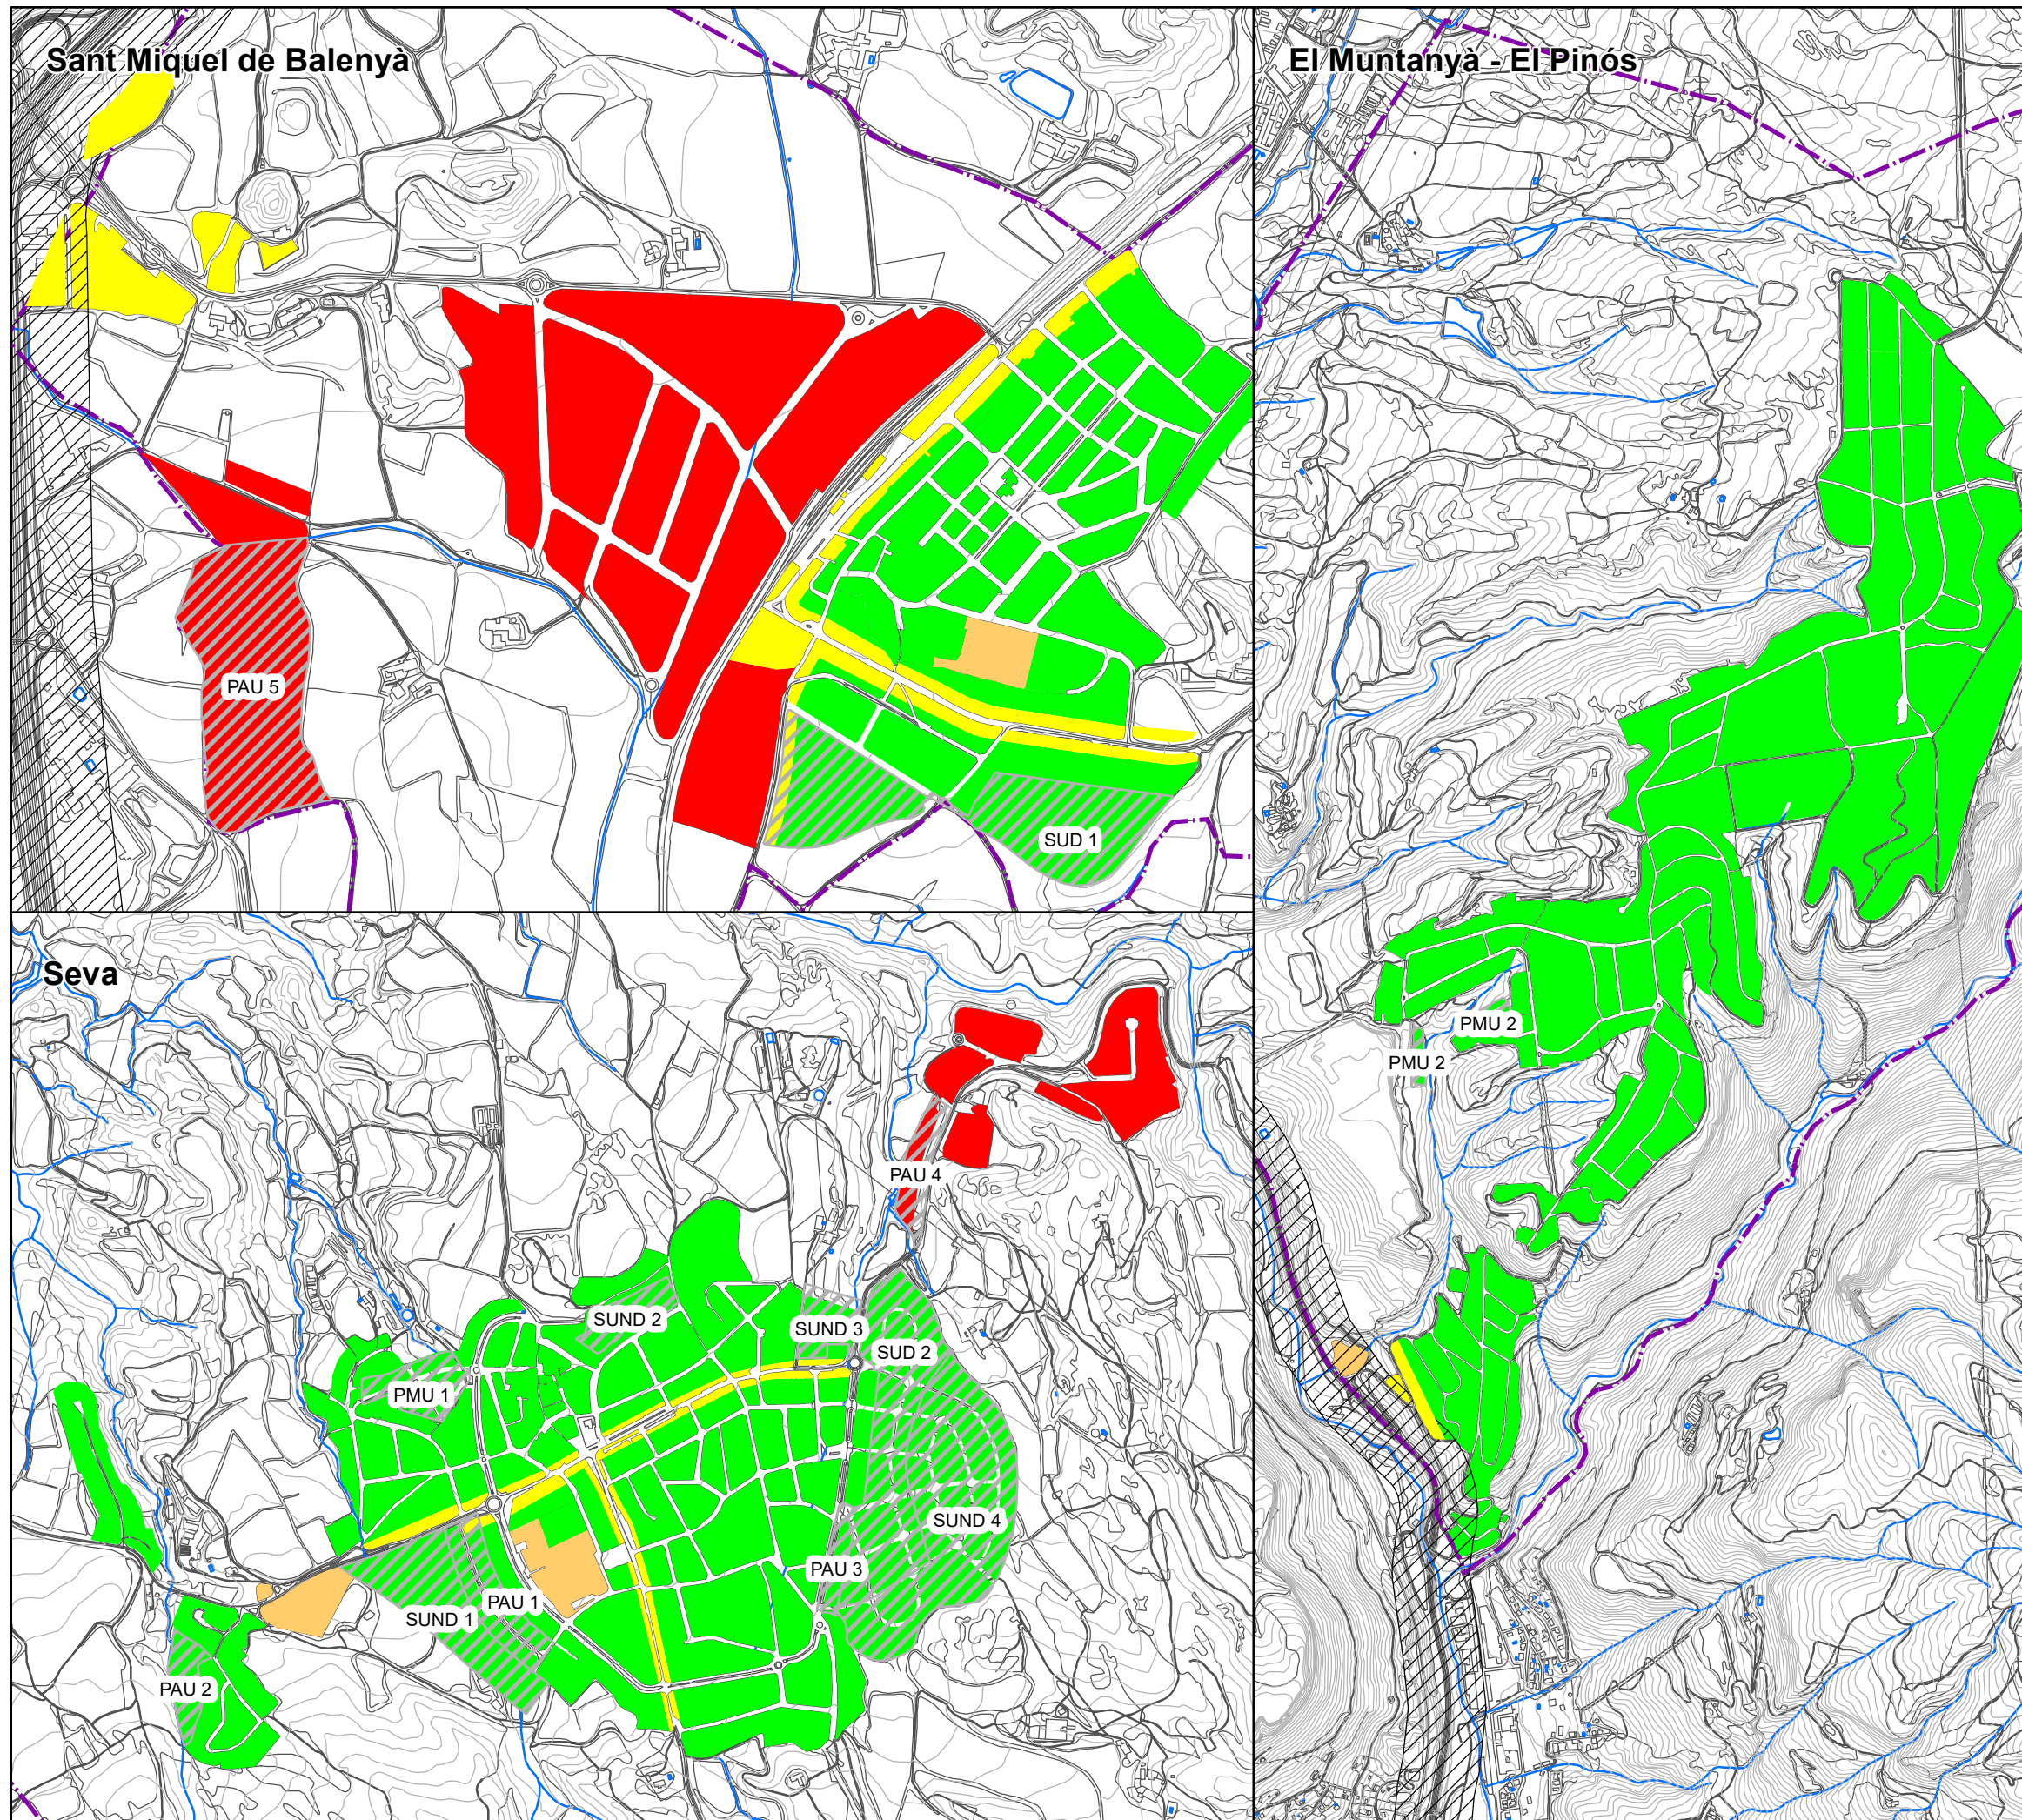 Sant Miquel de Balenyà
PAU 5
SUD 1
El Muntanyà - El Pinós
PMU 2
PMU 2
Seva
PAU 4
SUND 2
SUND 3
SUD 2
PMU 1
SUND 4
PAU 3
PAU 1
SUND 1
PAU 2